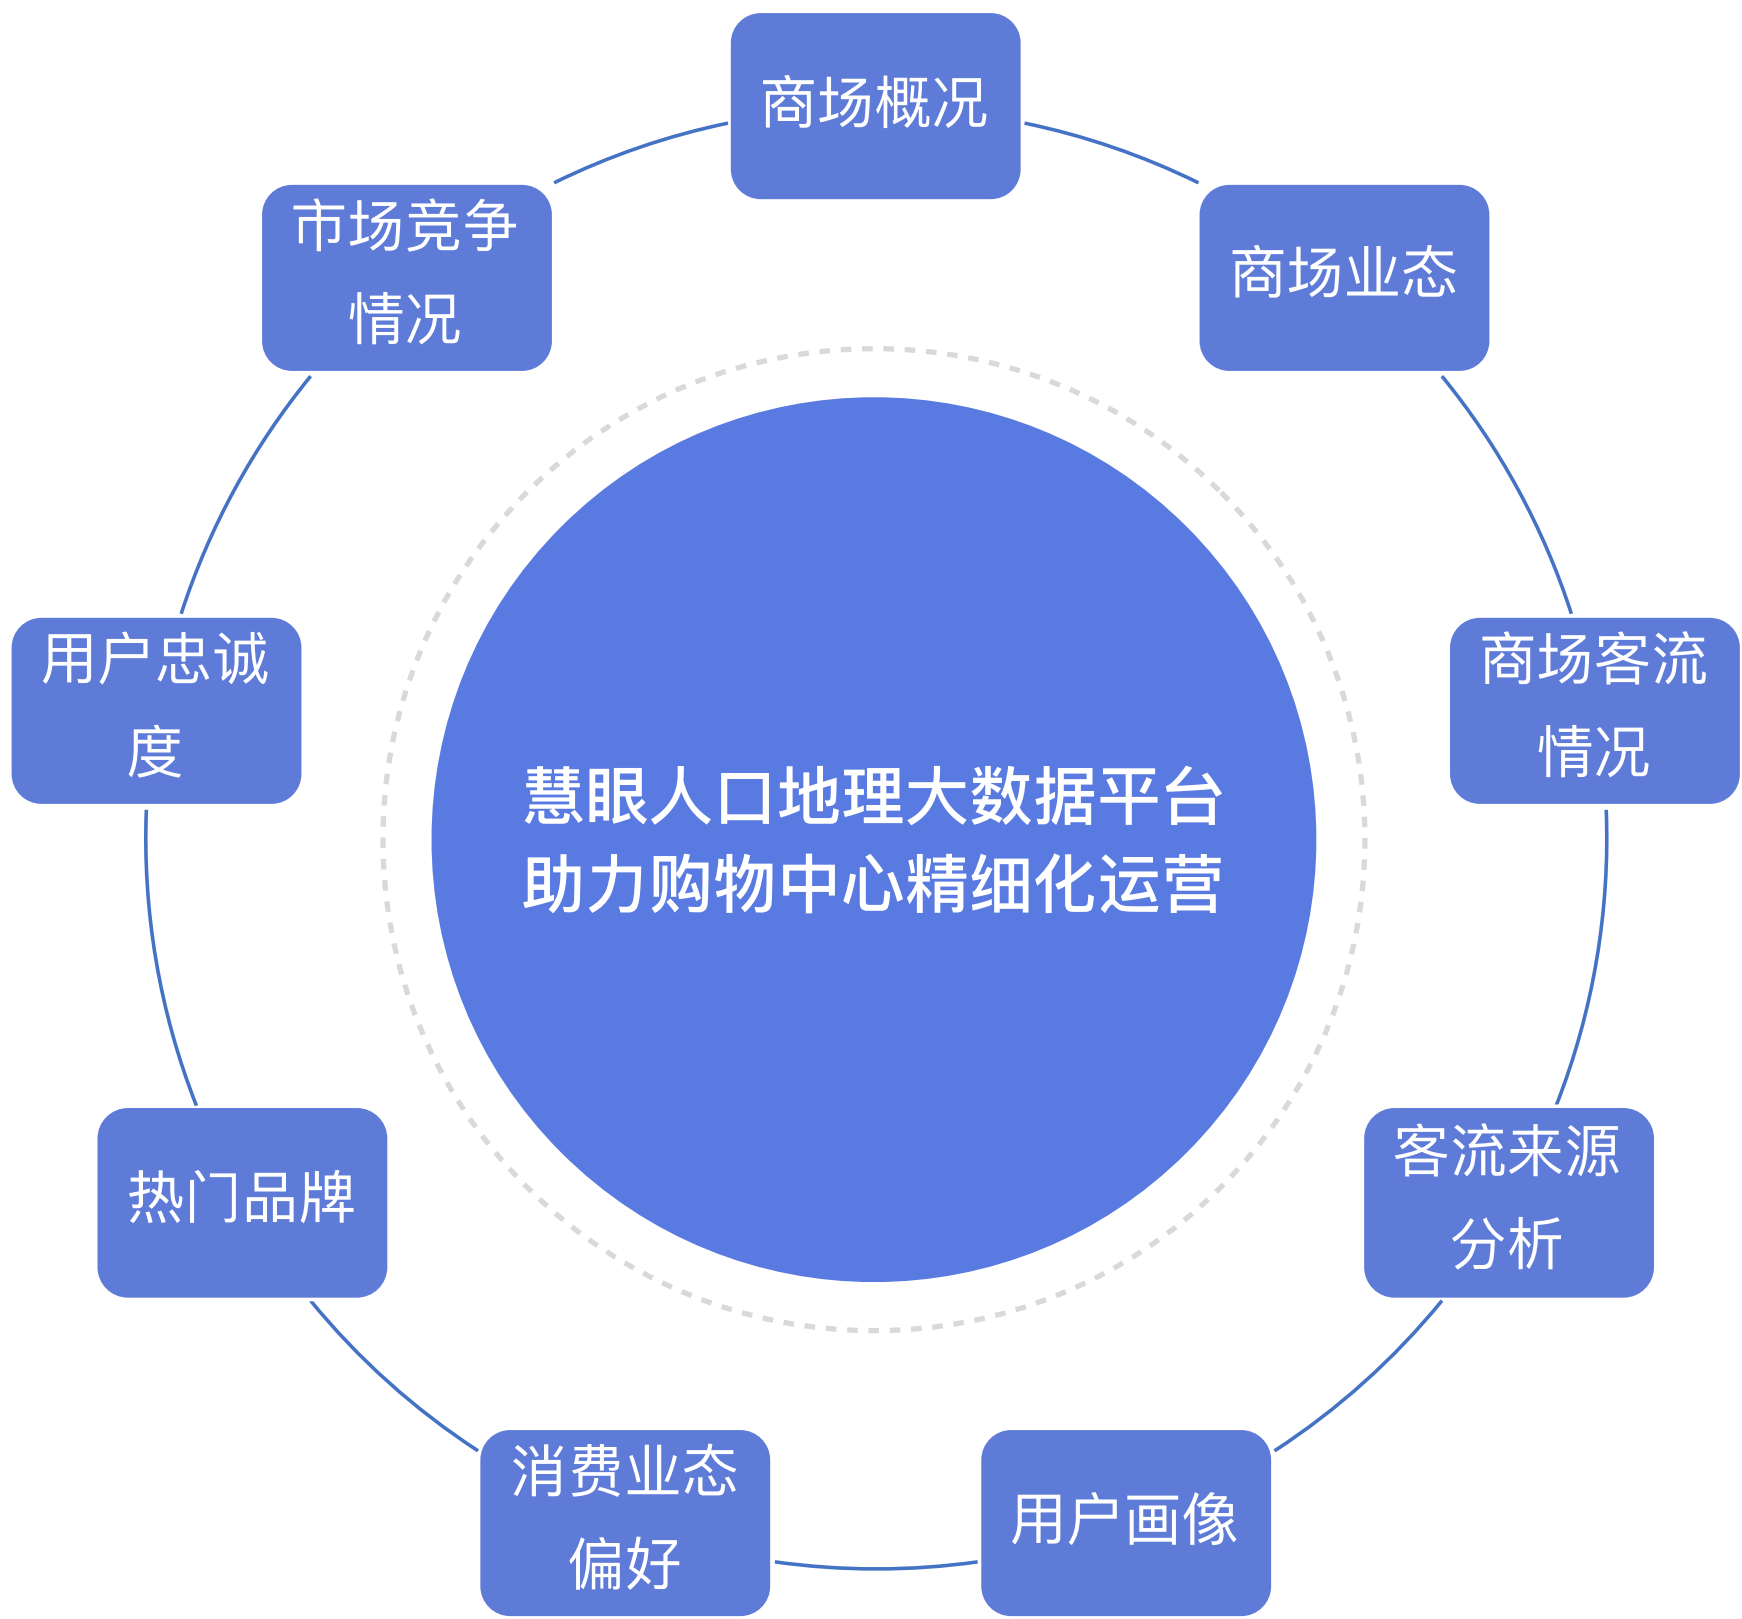 商场概况
商场业态
商场客流
情况
客流来源
分析
用户画像
消费业态
偏好
热门品牌
用户忠诚
度
市场竞争
情况
慧眼人口地理大数据平台
助力购物中心精细化运营